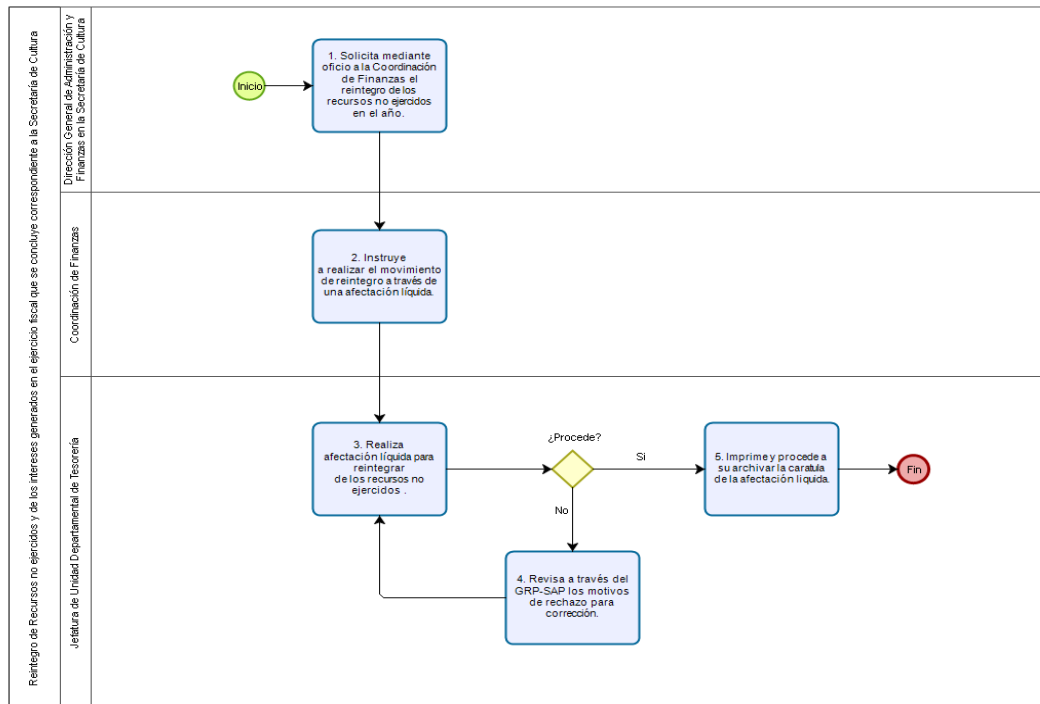 Reintegro de Recursos no ejercidos y de los intereses generados en el ejercicio fiscal que se concluye correspondiente a la Secretaría de Cultura
Dirección General de Administración y
Finanzas en la Secretaría de Cultura
Inicio
1. Solicita mediante
oficio a la Coordinación
de Finanzas el
reintegro de los
recursos no ejercidos
en el año.
Coordinación de Finanzas
2. Instruye
a realizar el movimiento
de reintegro a través de
una afectación líquida.
Jefatura de Unidad Departamental de Tesorería
3. Realiza
afectación líquida para
reintegrar
de los recursos no
ejercidos .
¿Procede?
Si
No
5. Imprime y procede a
su archivar la caratula
de la afectación liquida.
Fin
4. Revisa a través del
GRP-SAP los motivos
de rechazo para
corrección.